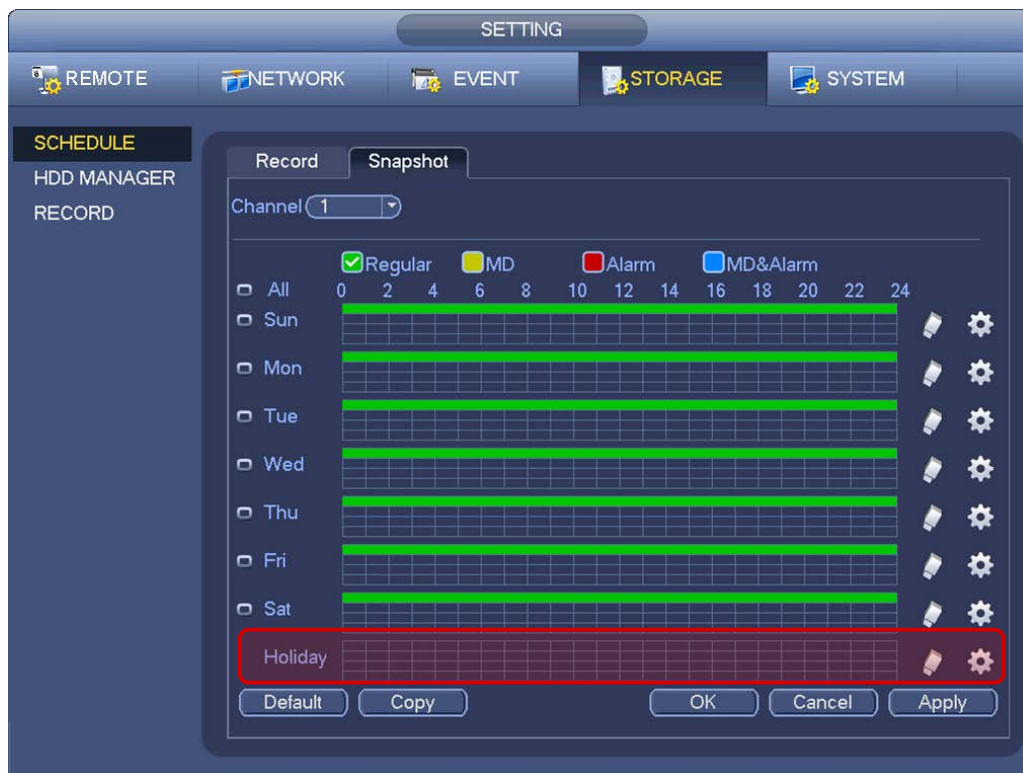 SETTING
REMOTE NETWORK EVENT STORAGE SYSTEM
SCHEDULE
HDD MANAGER
RECORD
Record Snapshot
Channel 1
Regular MD Alarm MD&Alarm
All 0 2 4 6 8 10 12 14 16 18 20 22 24
Sun
Mon
Tue
Wed
Thu
Fri
Sat
Holiday
Default Copy OK Cancel Apply